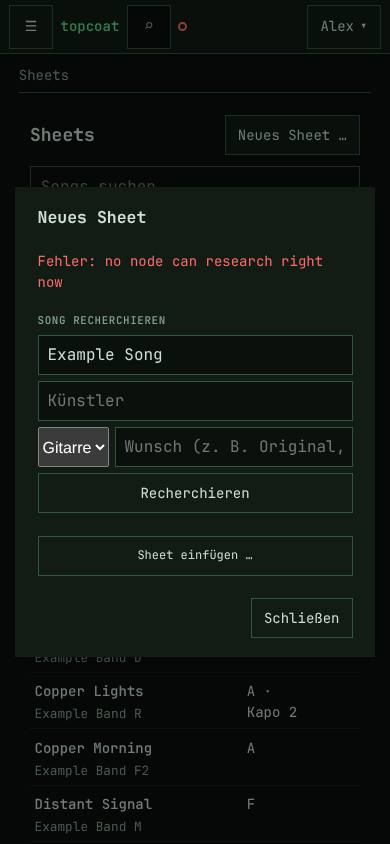 ☰ topcoat ⌕ Alex ▾
Sheets
Sheets Neues Sheet …
Songs suchen
Neues Sheet
Fehler: no node can research right
now
SONG RECHERCHIEREN
Example Song
Künstler
Gitarre Wunsch (z. B. Original,
Recherchieren
Sheet einfügen …
Schließen
Example Band D
Copper Lights A ·
Example Band R Kapo 2
Copper Morning A
Example Band F2
Distant Signal F
Example Band M